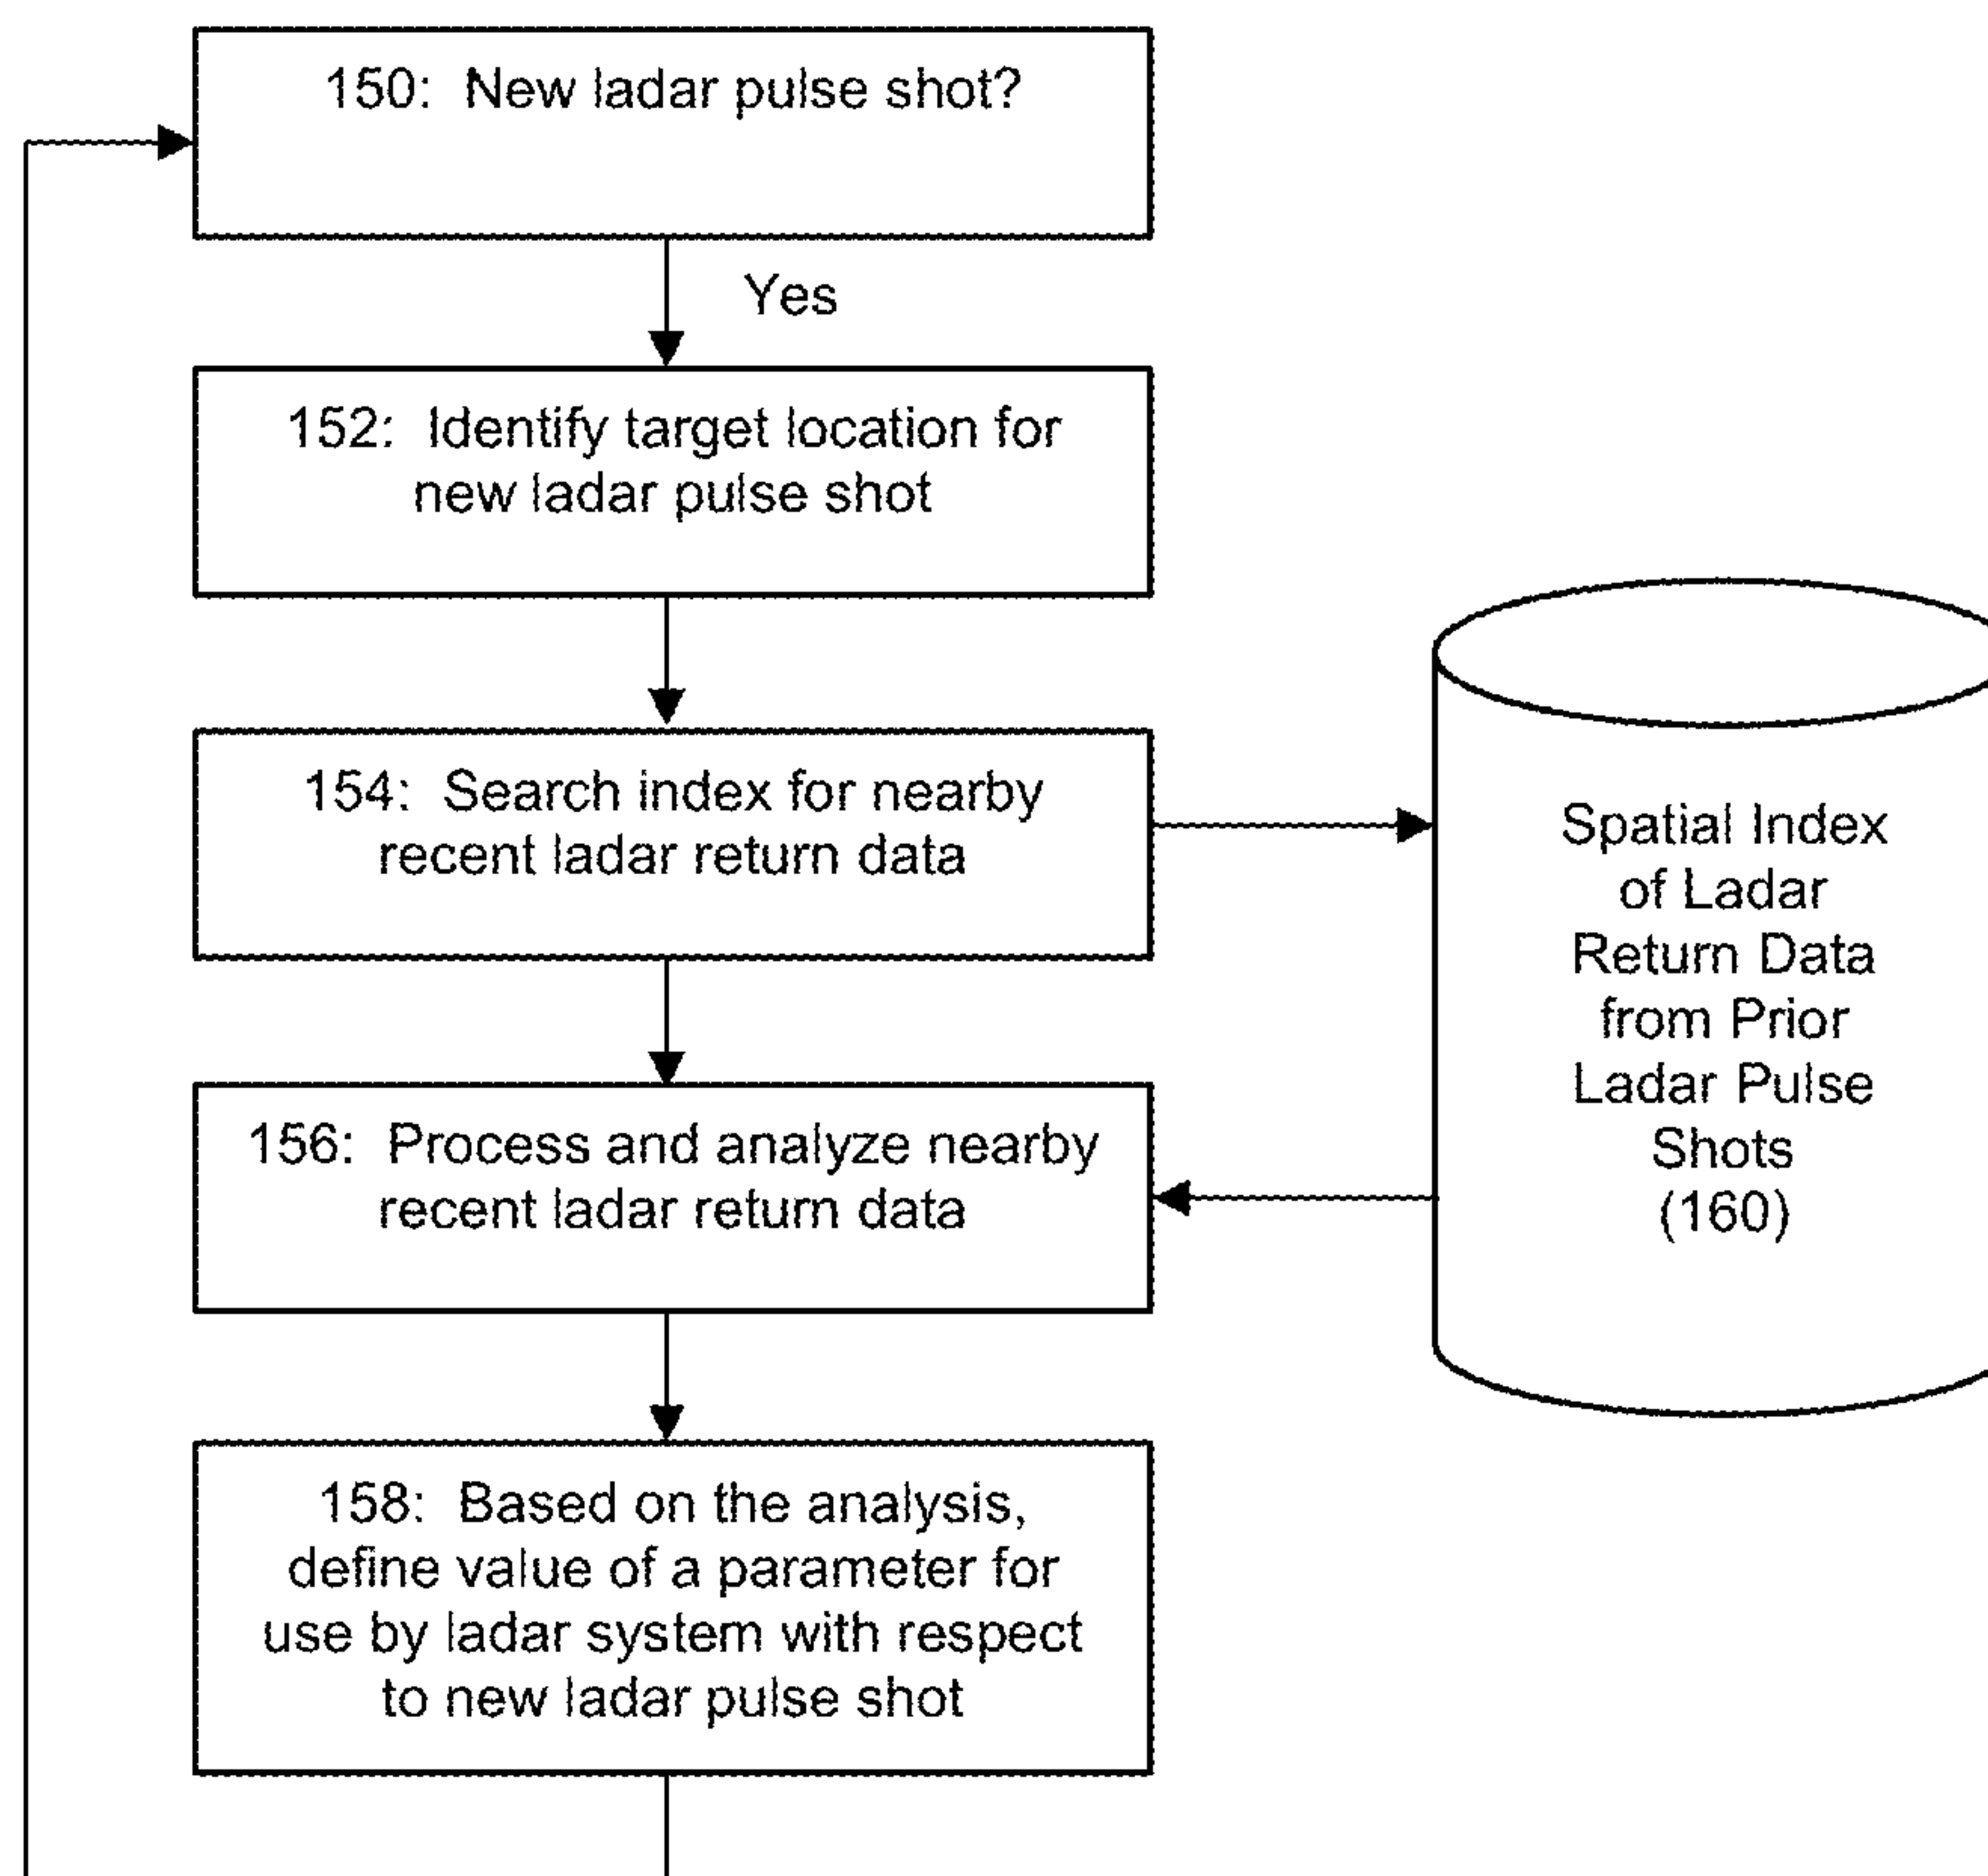 150: New ladar pulse shot?
Yes
152: Identify target location for
new ladar pulse shot
154: Search index for nearby
recent ladar return data
Spatial Index
of Ladar
Return Data
from Prior
Ladar Pulse
Shots
(160)
156: Process and analyze nearby
recent ladar return data
158: Based on the analysis,
define value of a parameter for
use by ladar system with respect
to new ladar pulse shot